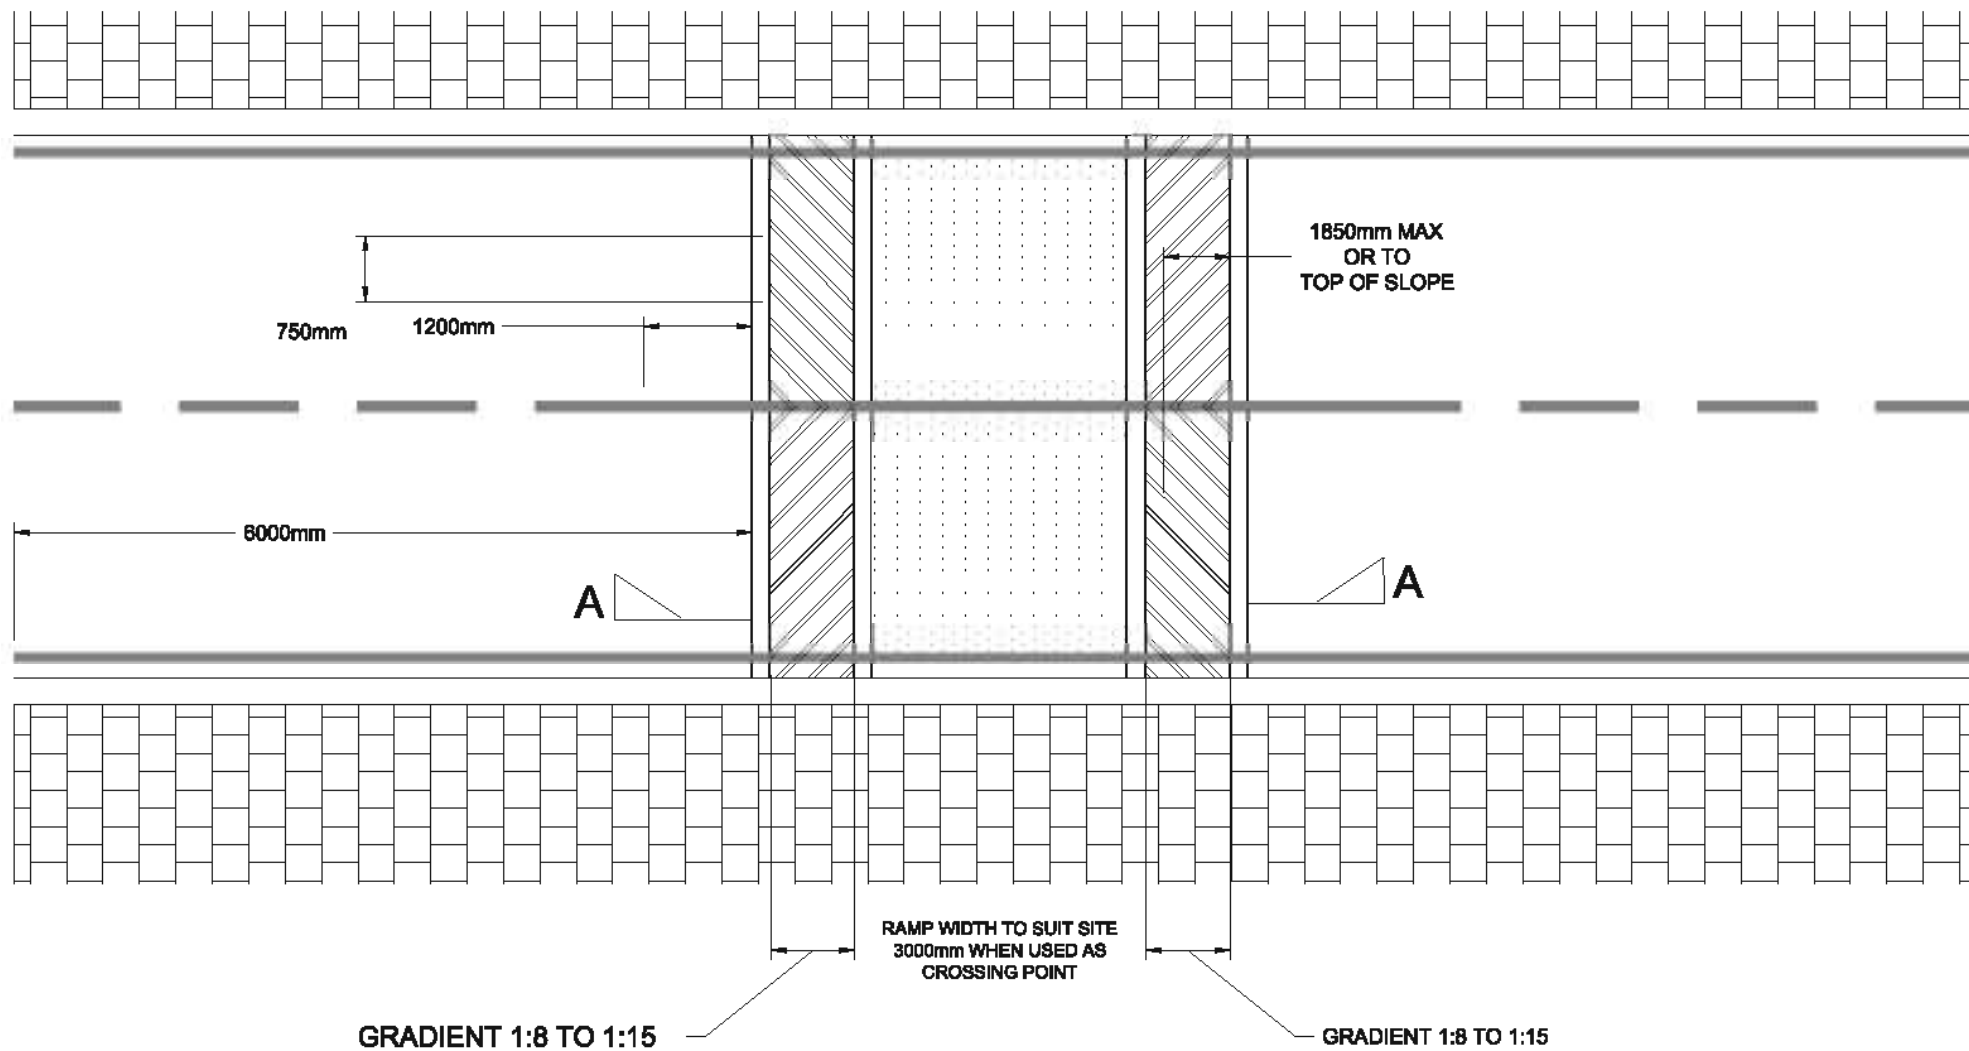 1850mm MAX
OR TO
TOP OF SLOPE
750mm
1200mm
6000mm
A
A
RAMP WIDTH TO SUIT SITE
3000mm WHEN USED AS
CROSSING POINT
GRADIENT 1:8 TO 1:15
GRADIENT 1:8 TO 1:15